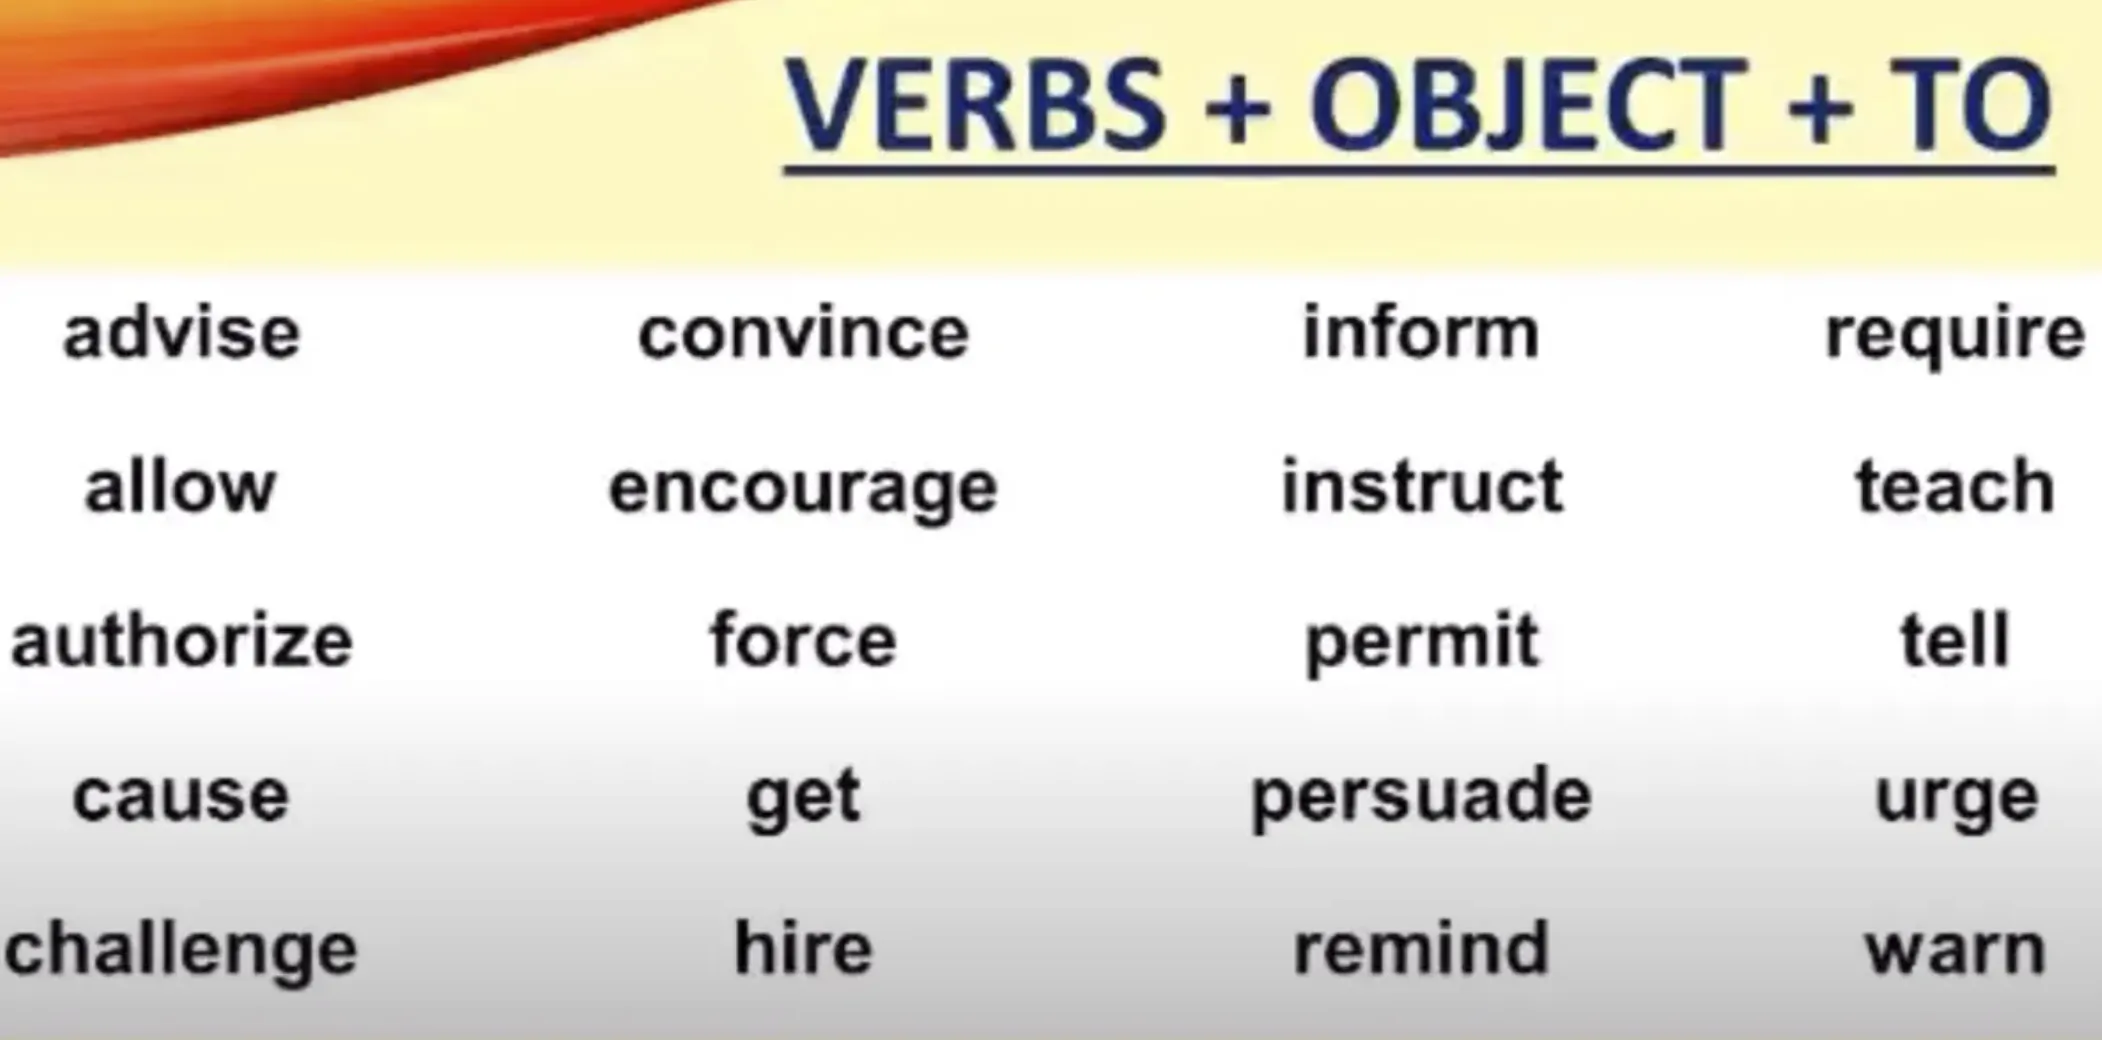 VERBS + OBJECT + TO
advise convince inform require
allow encourage instruct teach
authorize force permit tell
cause get persuade urge
challenge hire remind warn